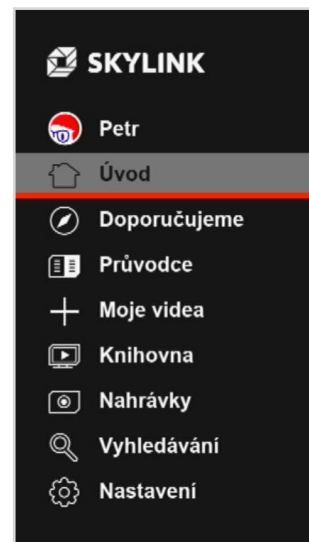 SKYLINK
Petr
Úvod
Doporučujeme
Průvodce
Moje videa
Knihovna
Nahrávky
Vyhledávání
Nastavení